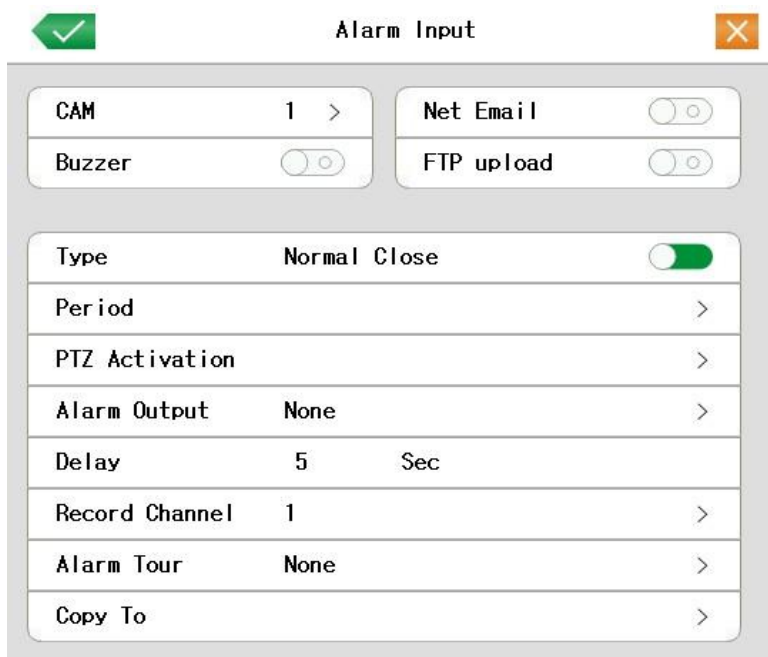 Alarm Input
CAM 1 >
Buzzer
Net Email
FTP upload
Type Normal Close
Period >
PTZ Activation >
Alarm Output None >
Delay 5 Sec
Record Channel 1 >
Alarm Tour None >
Copy To >